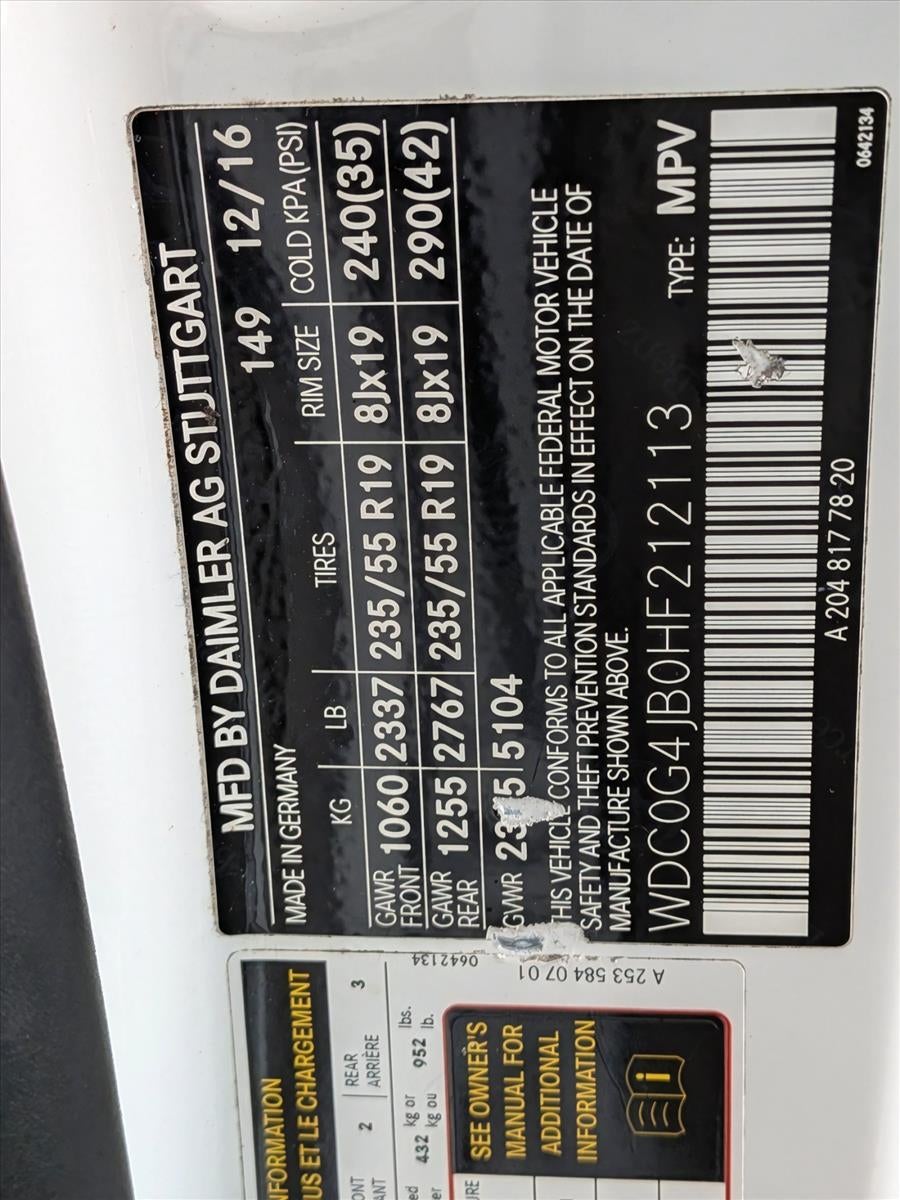 MFD BY DAIMLER AG STUTTGART
149 12/16
MADE IN GERMANY
KG LB TIRES RIM SIZE COLD KPA (PSI)
GAWR FRONT 1060 2337 235/55 R19 8Jx19 240(35)
GAWR REAR 1255 2767 235/55 R19 8Jx19 290(42)
GWR 5104
THIS VEHICLE CONFORMS TO ALL APPLICABLE FEDERAL MOTOR VEHICLE
SAFETY AND THEFT PREVENTION STANDARDS IN EFFECT ON THE DATE OF
MANUFACTURE SHOWN ABOVE.
WDC0G4JB0HF212113 TYPE: MPV
A 204 817 78 20
0642134
US ET LE CHARGEMENT
2 REAR 3
ARRIÈRE
432 kg or 952 lbs.
kg ou lb.
SEE OWNER'S
MANUAL FOR
ADDITIONAL
INFORMATION
A 253 584 07 01
0642134